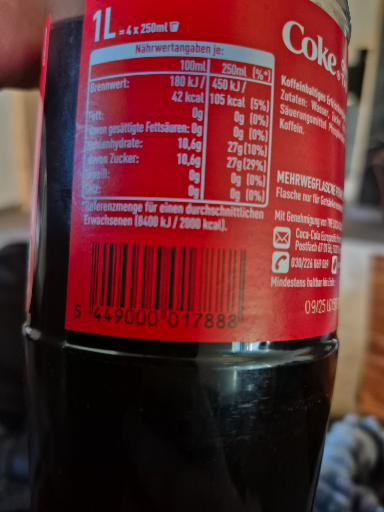 1L = 4 x 250ml
Nährwertangaben je:
100ml 250ml (%*)
Brennwert: 180 kJ/ 450 kJ/
42 kcal 105 kcal (5%)
Fett: 0g 0g (0%)
davon gesättigte Fettsäuren: 0g 0g (0%)
Kohlenhydrate: 10,6g 27g (10%)
davon Zucker: 10,6g 27g (29%)
Eiweiß: 0g 0g (0%)
Salz: 0g 0g (0%)
*Referenzmenge für einen durchschnittlichen
Erwachsenen (8400 kJ / 2000 kcal).
5 449000 017888
Coke
Koffeinhaltiges
Zutaten: Wasser,
Säuerungsmittel
Koffein.
MEHRWEGFLASCHE
Flasche nur für
Mit Genehmigung von
Coca-Cola
Postfach
030/226
Mindestens haltbar bis Ende:
09/25